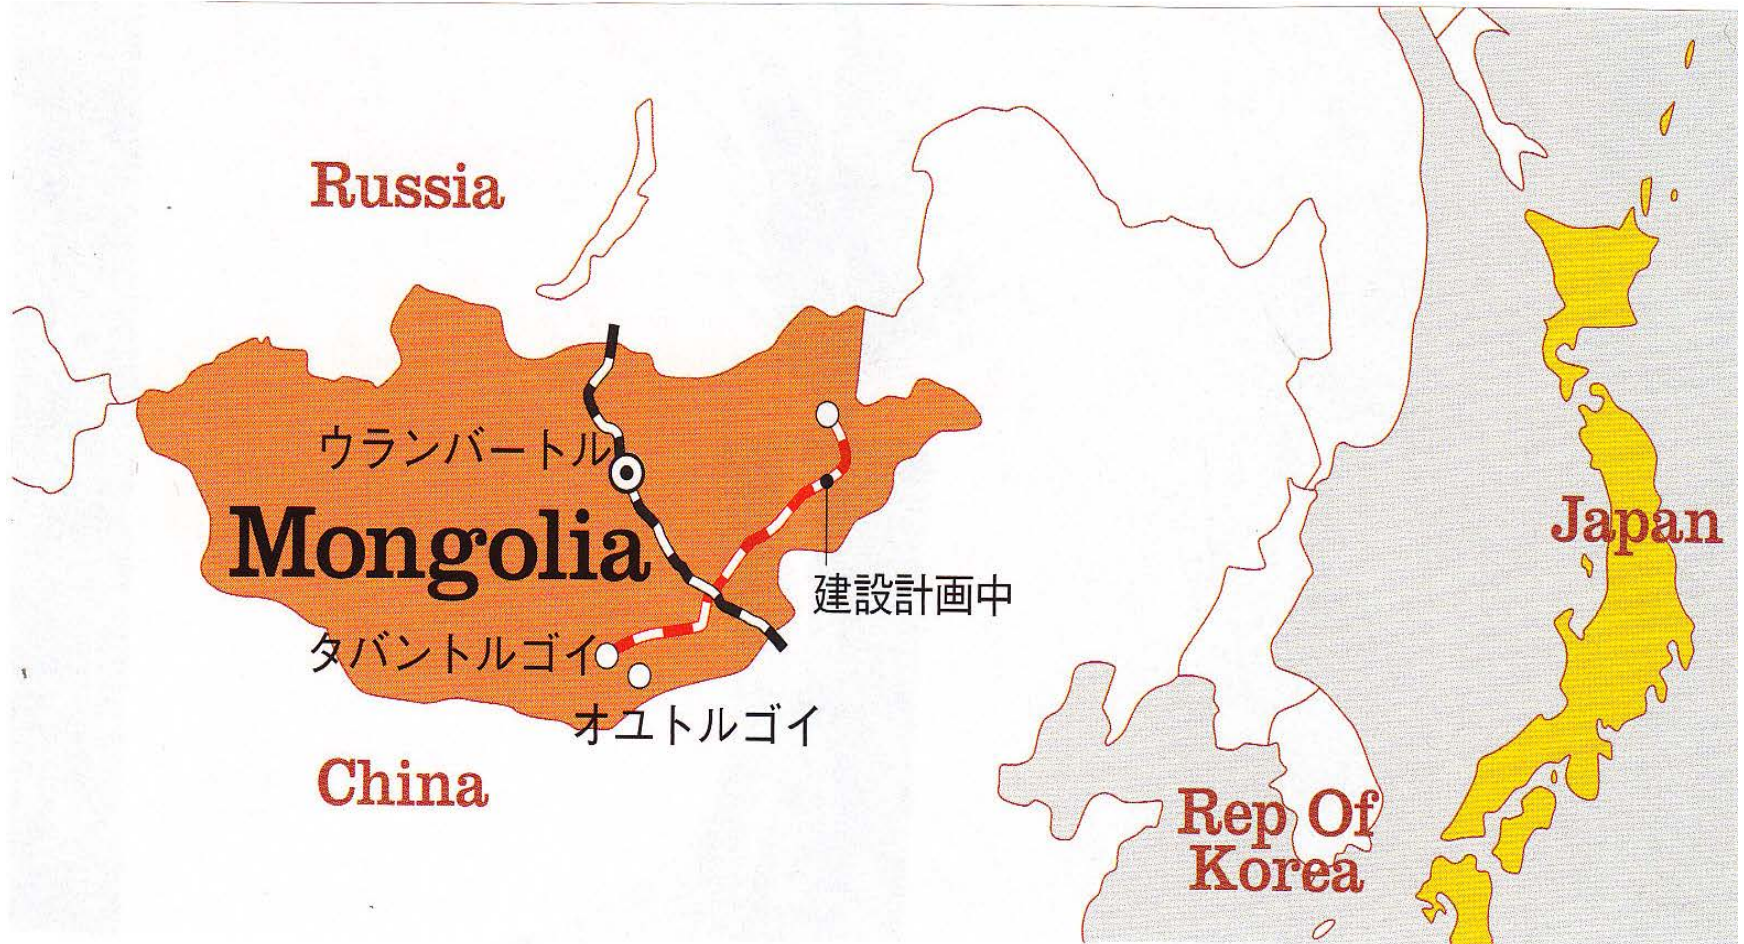 Russia
ウランバートル
Mongolia
Japan
建設計画中
タバントルゴイ
オユトルゴイ
China
Rep Of
Korea